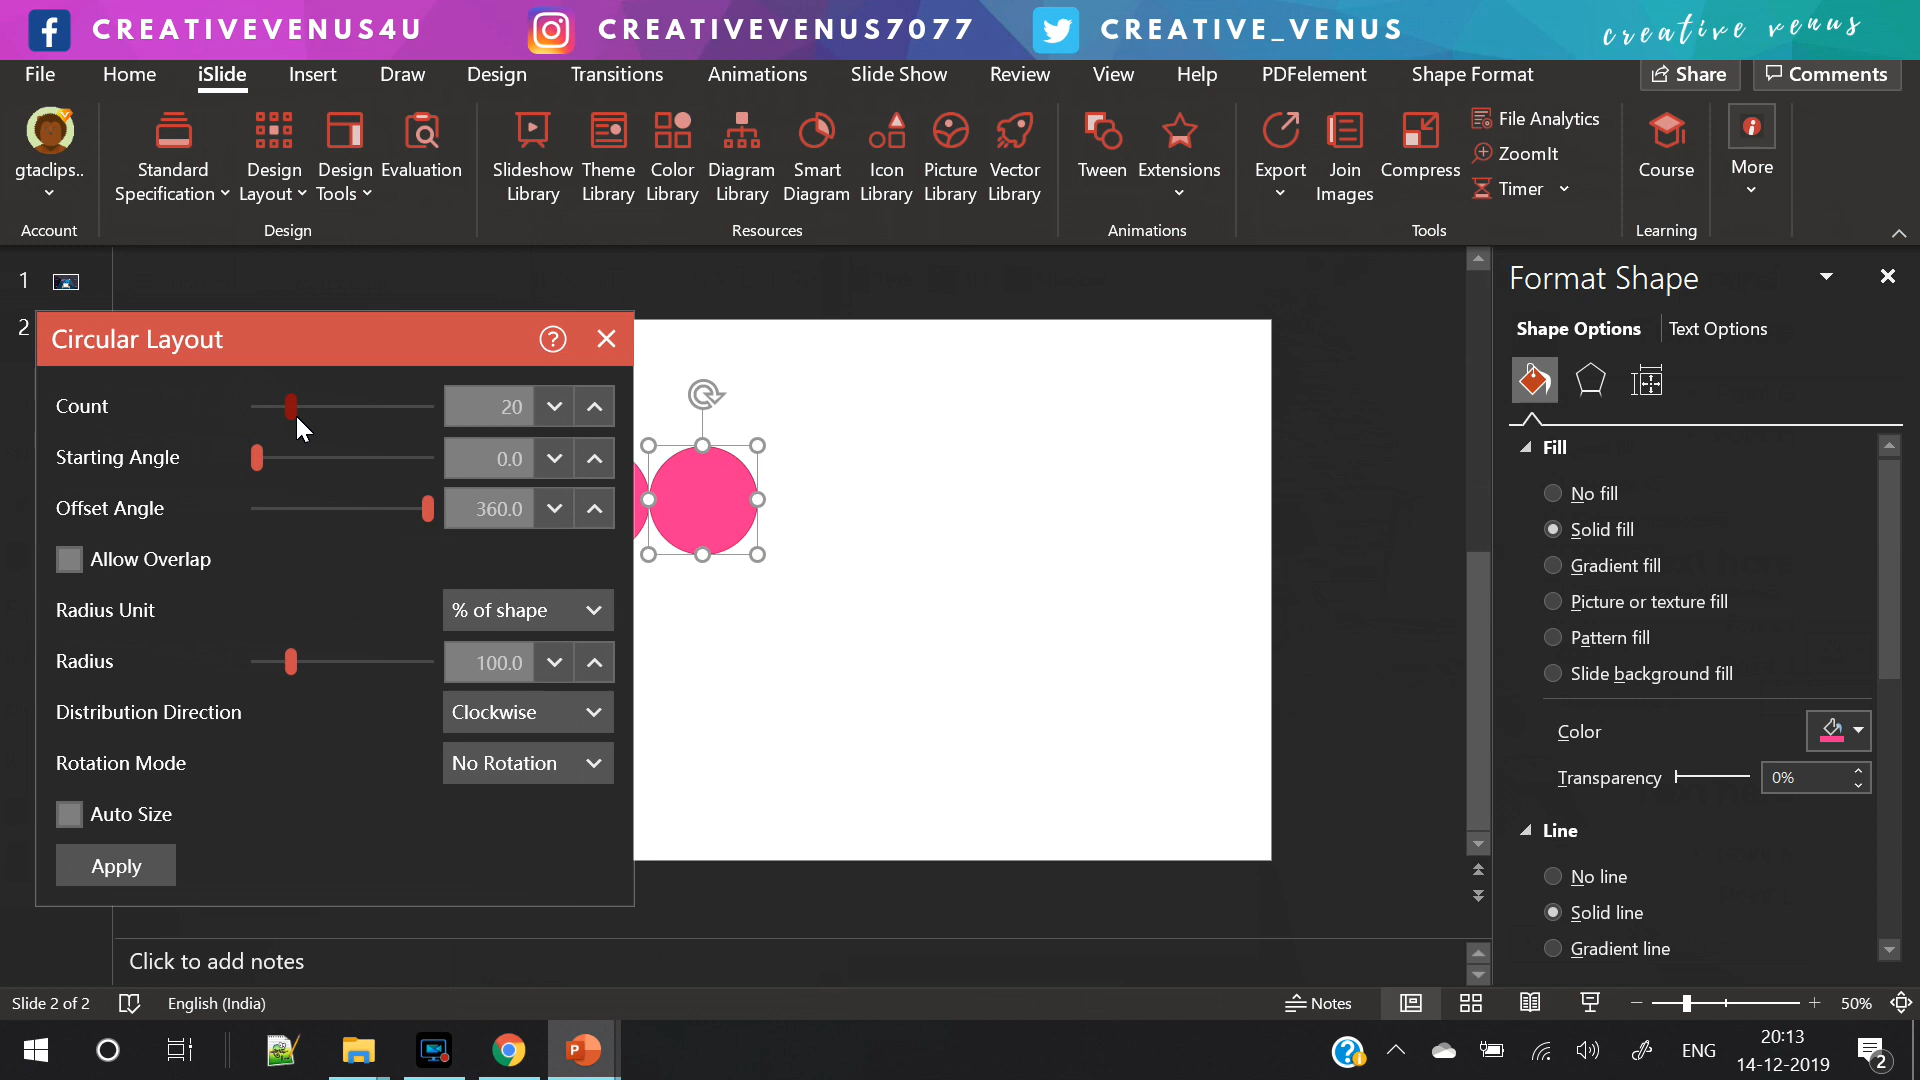 CREATIVEVENUS4U CREATIVEVENUS7077 CREATIVE_VENUS creative venus
File Home iSlide Insert Draw Design Transitions Animations Slide Show Review View Help PDFelement Shape Format Share Comments
gtaclips..
Account
Standard Specification
Design Layout
Design Tools
Evaluation
Design
Slideshow Library
Theme Library
Color Library
Diagram Library
Smart Diagram
Icon Library
Picture Library
Vector Library
Resources
Tween
Extensions
Animations
Export
Join Images
Compress
File Analytics
ZoomIt
Timer
Tools
Course
Learning
More
1
2
Circular Layout ?
Count 20
Starting Angle 0.0
Offset Angle 360.0
Allow Overlap
Radius Unit % of shape
Radius 100.0
Distribution Direction Clockwise
Rotation Mode No Rotation
Auto Size
Apply
Format Shape
Shape Options Text Options
Fill
No fill
Solid fill
Gradient fill
Picture or texture fill
Pattern fill
Slide background fill
Color
Transparency 0%
Line
No line
Solid line
Gradient line
Click to add notes
Slide 2 of 2 English (India) Notes 50%
ENG 20:13
14-12-2019 2